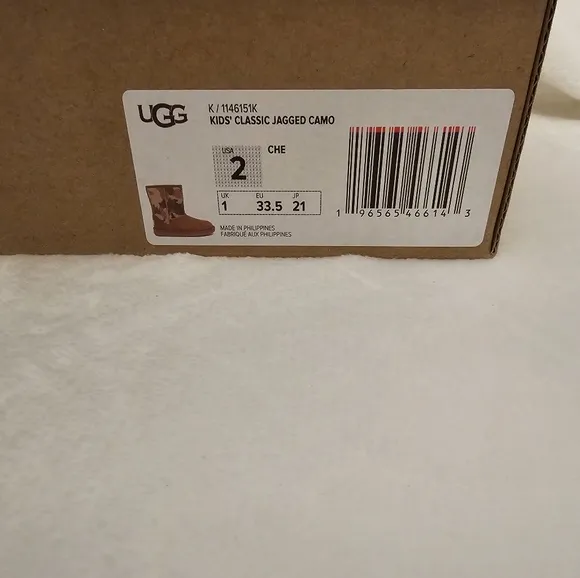 UGG
K / 1146151K
KIDS' CLASSIC JAGGED CAMO
USA
2
CHE
UK EU JP
1 33.5 21
MADE IN PHILIPPINES
FABRIQUÉ AUX PHILIPPINES
1 96565 46614 3